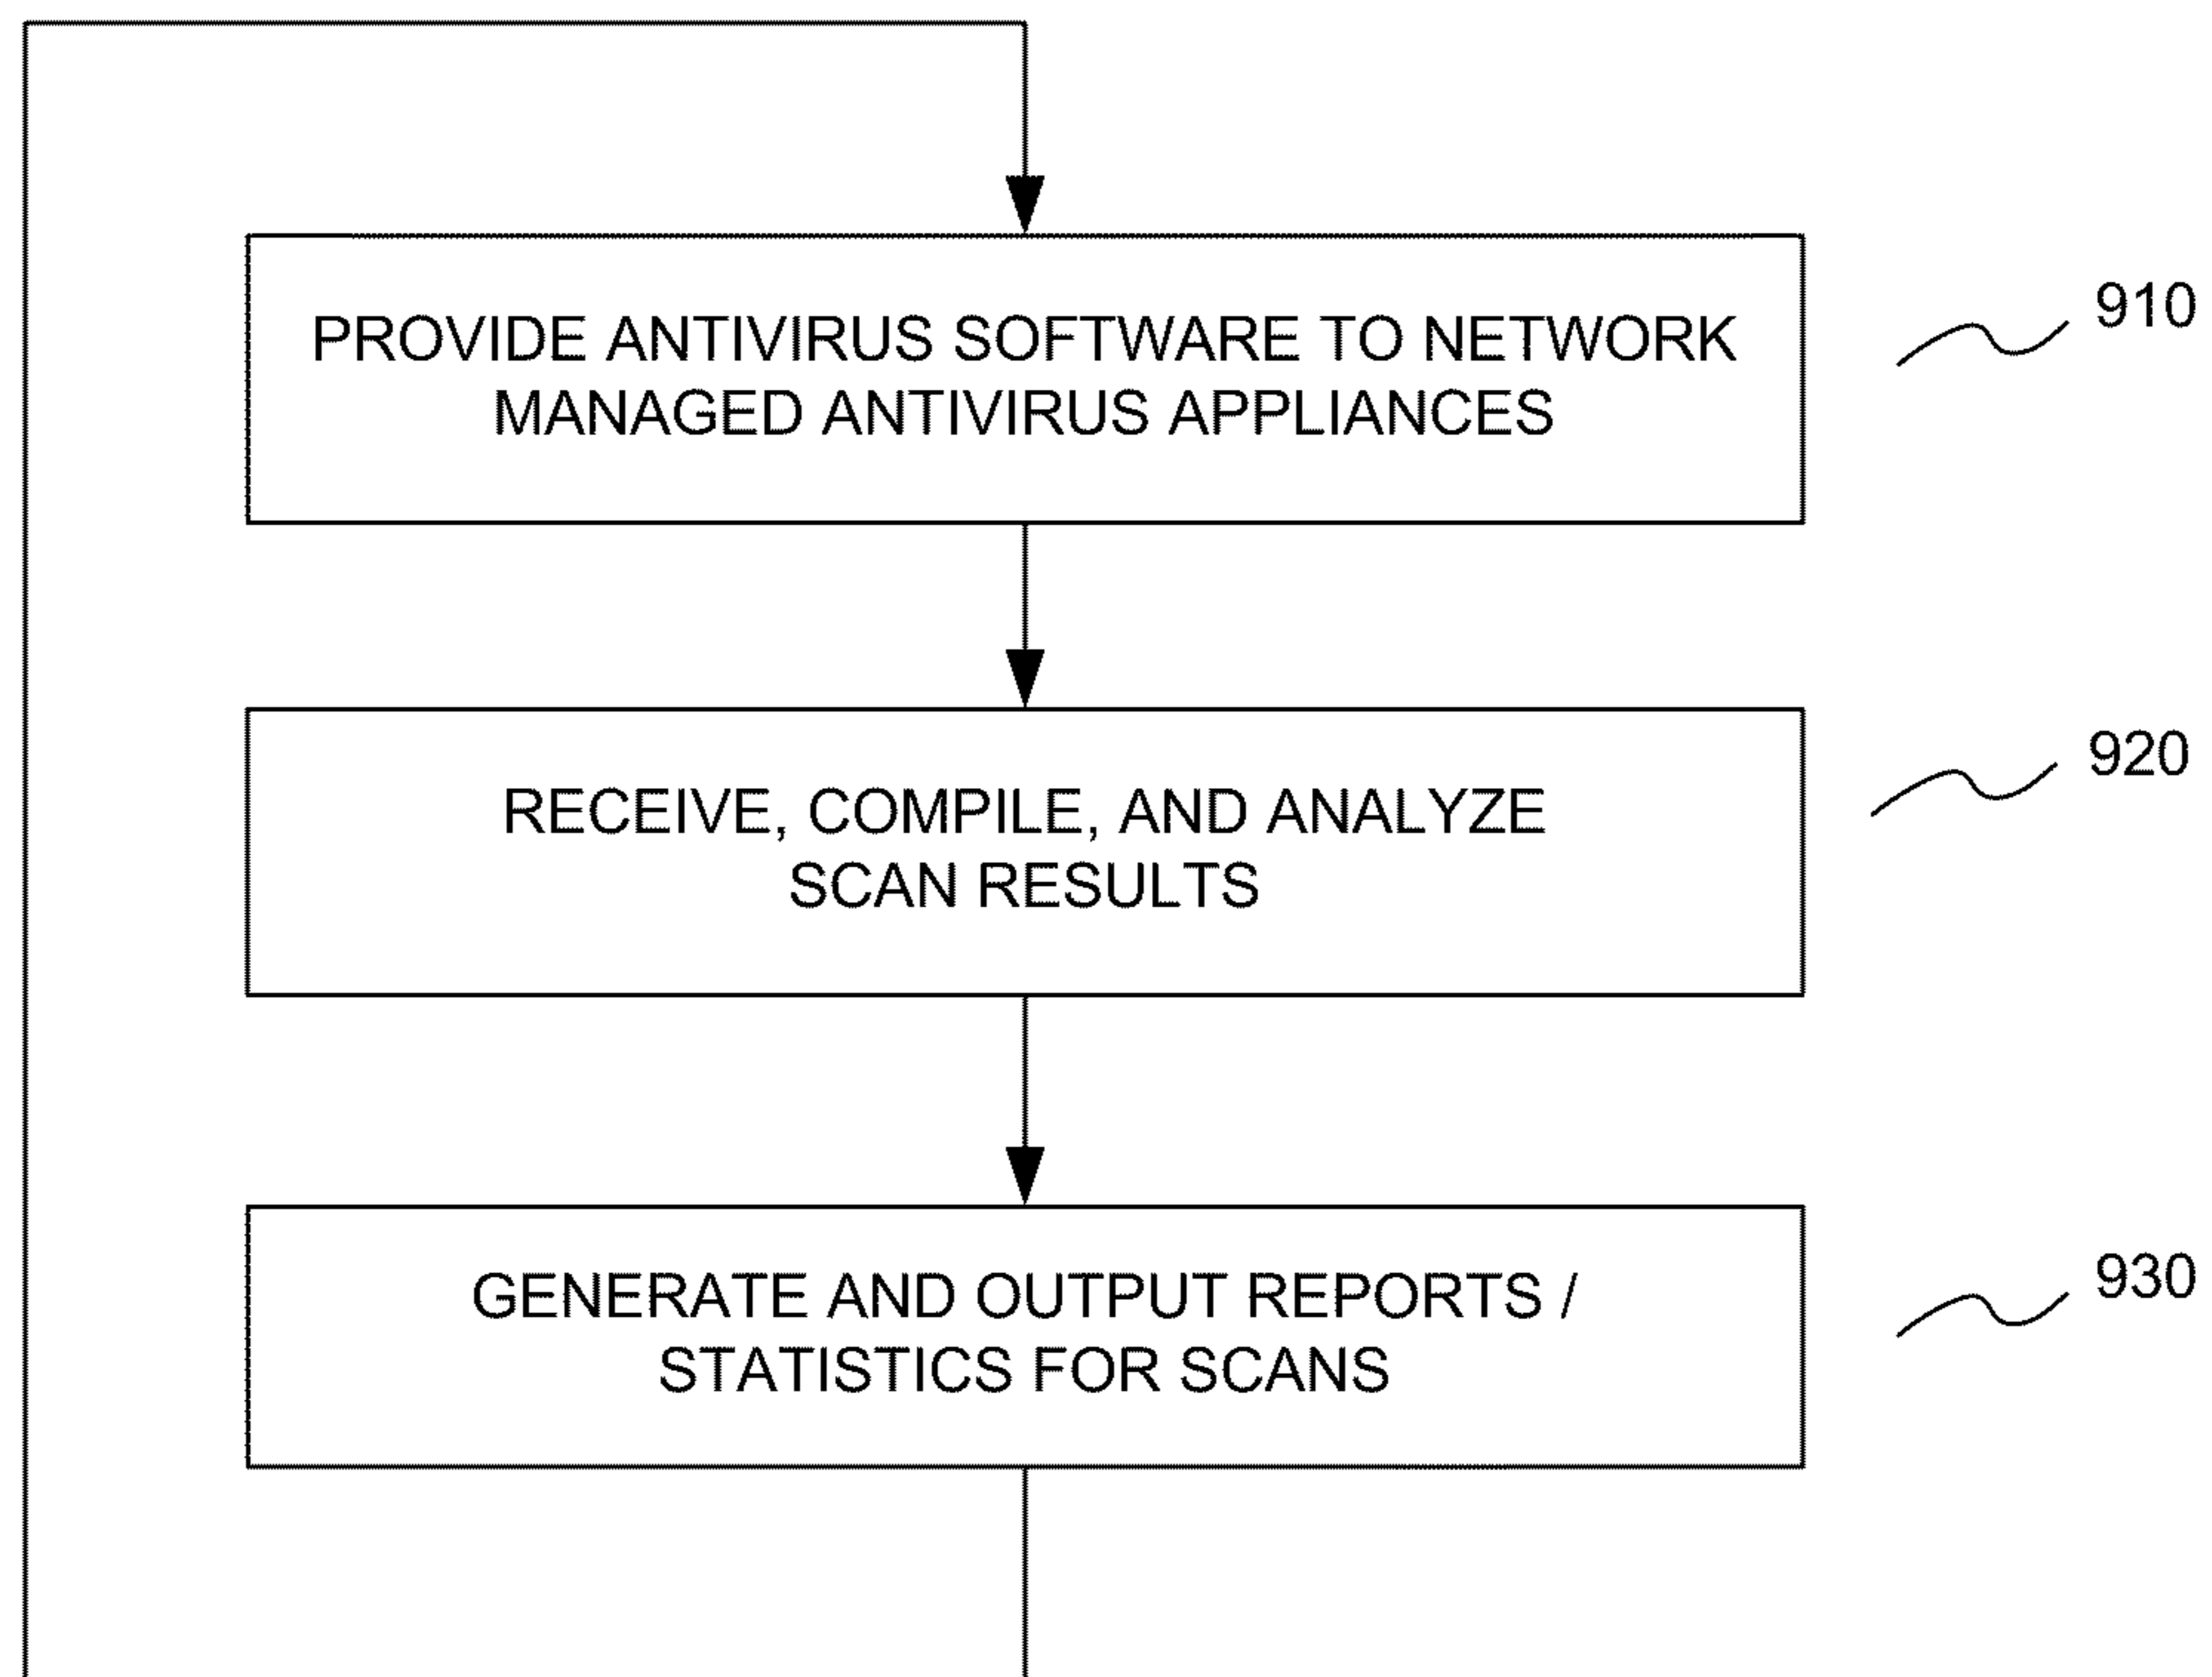 PROVIDE ANTIVIRUS SOFTWARE TO NETWORK
MANAGED ANTIVIRUS APPLIANCES
910
RECEIVE, COMPILE, AND ANALYZE
SCAN RESULTS
920
GENERATE AND OUTPUT REPORTS /
STATISTICS FOR SCANS
930